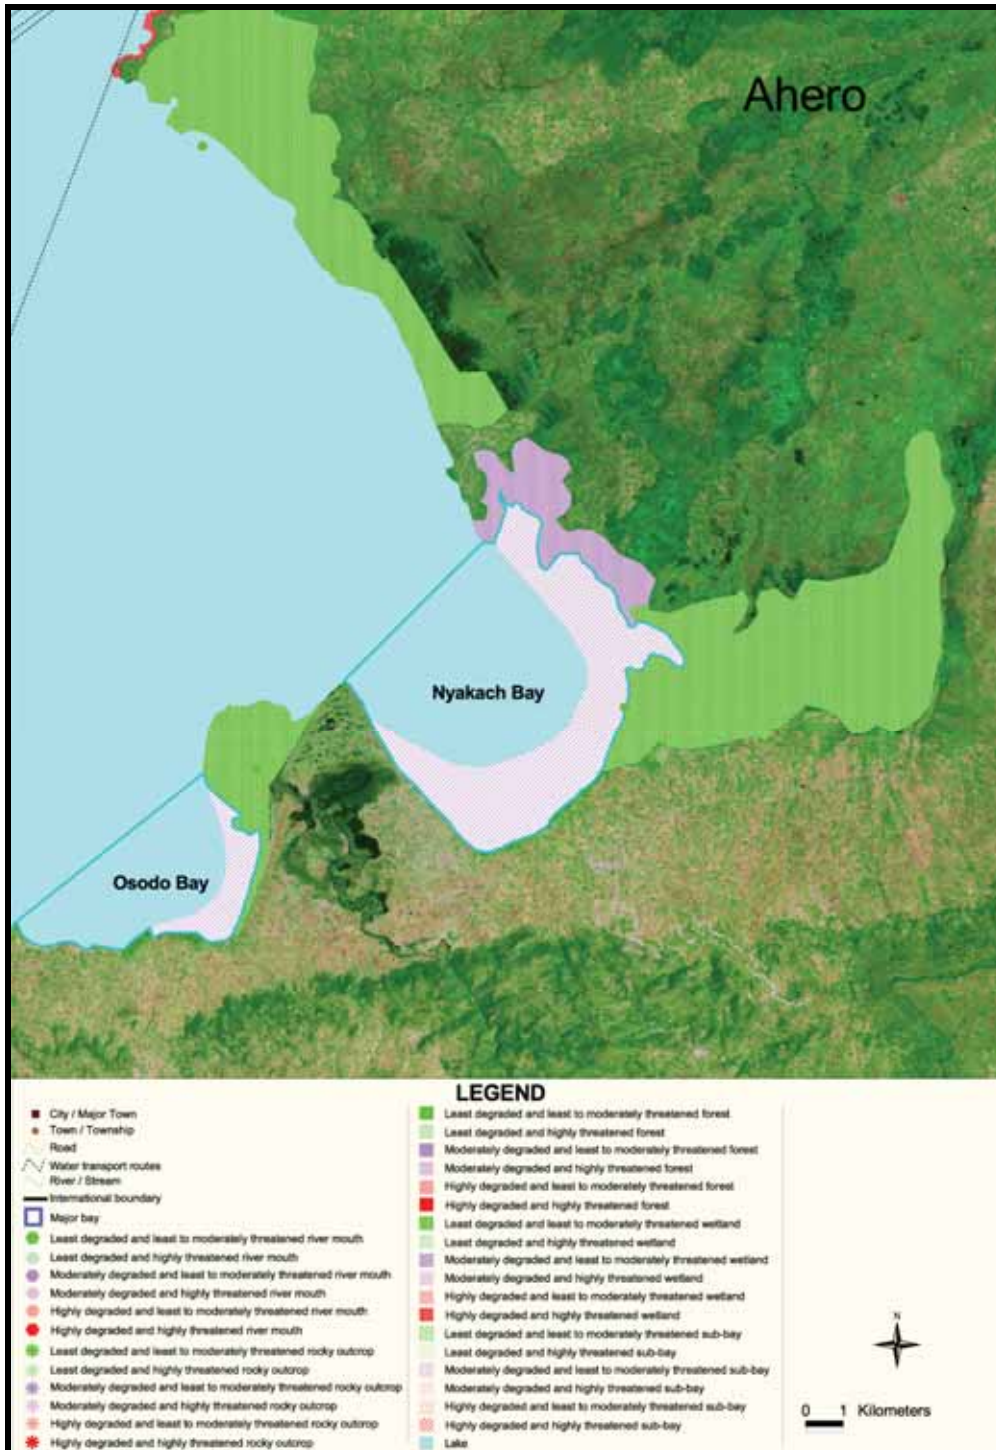 Ahero
Nyakach Bay
Osodo Bay
LEGEND
City / Major Town
Town / Township
Road
Water transport routes
River / Stream
International boundary
Major bay
Least degraded and least to moderately threatened river mouth
Least degraded and highly threatened river mouth
Moderately degraded and least to moderately threatened river mouth
Moderately degraded and highly threatened river mouth
Highly degraded and least to moderately threatened river mouth
Highly degraded and highly threatened river mouth
Least degraded and least to moderately threatened rocky outcrop
Least degraded and highly threatened rocky outcrop
Moderately degraded and least to moderately threatened rocky outcrop
Moderately degraded and highly threatened rocky outcrop
Highly degraded and least to moderately threatened rocky outcrop
Highly degraded and highly threatened rocky outcrop
Least degraded and least to moderately threatened forest
Least degraded and highly threatened forest
Moderately degraded and least to moderately threatened forest
Moderately degraded and highly threatened forest
Highly degraded and least to moderately threatened forest
Highly degraded and highly threatened forest
Least degraded and least to moderately threatened wetland
Least degraded and highly threatened wetland
Moderately degraded and least to moderately threatened wetland
Moderately degraded and highly threatened wetland
Highly degraded and least to moderately threatened wetland
Highly degraded and highly threatened wetland
Least degraded and least to moderately threatened sub-bay
Least degraded and highly threatened sub-bay
Moderately degraded and least to moderately threatened sub-bay
Moderately degraded and highly threatened sub-bay
Highly degraded and least to moderately threatened sub-bay
Highly degraded and highly threatened sub-bay
Lake
N
0 1 Kilometers